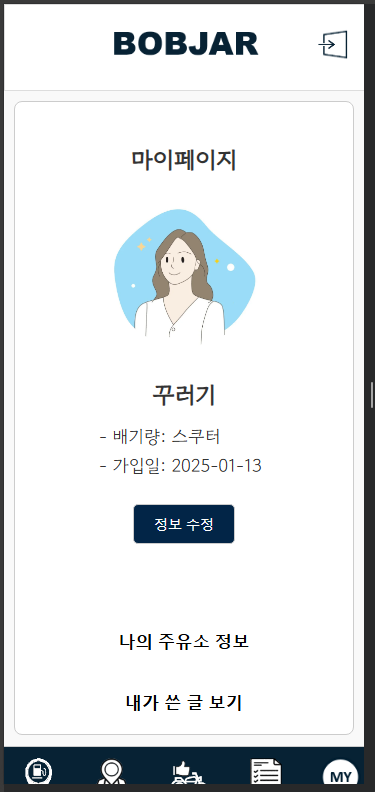 BOBJAR
마이페이지
꾸러기
- 배기량: 스쿠터
- 가입일: 2025-01-13
정보 수정
나의 주유소 정보
내가 쓴 글 보기
MY